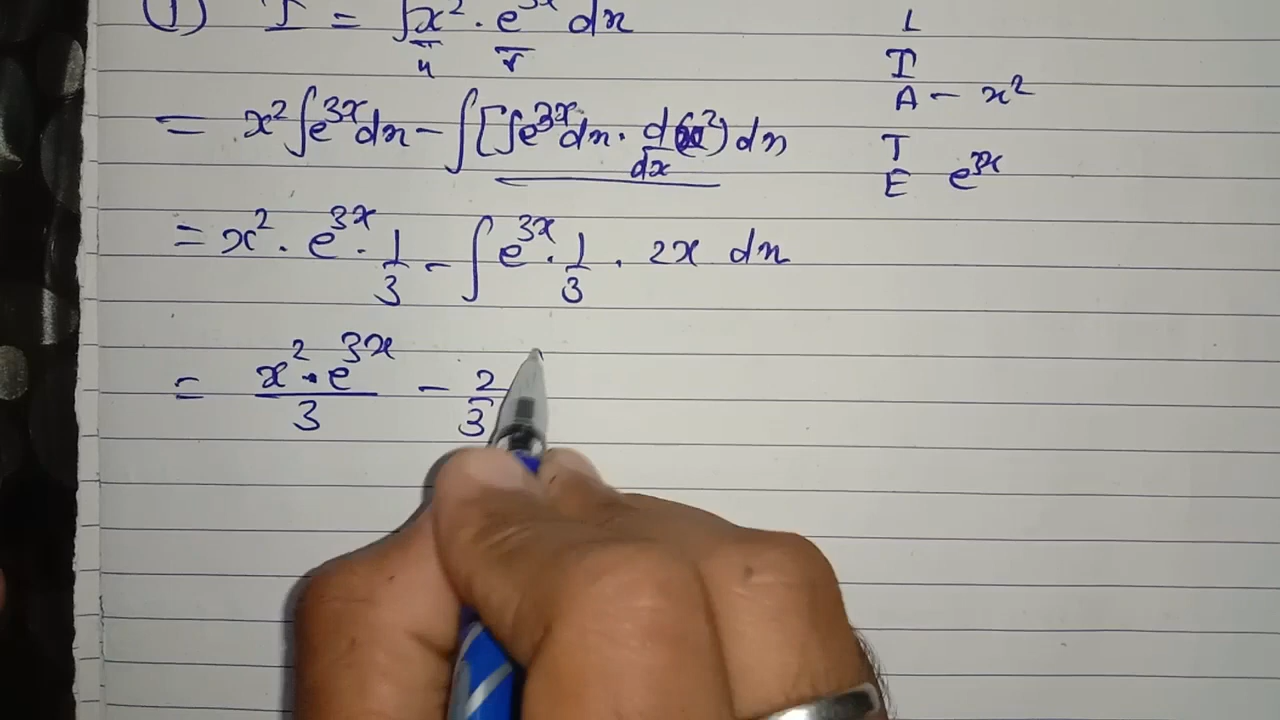 (1) I = ∫x² · e³ˣ dx
u v
= x² ∫e³ˣ dx - ∫[∫e³ˣ dx · d(x²)/dx dx
= x² · e³ˣ · 1/3 - ∫ e³ˣ · 1/3 · 2x dx
= x² · e³ˣ / 3 - 2/3
L
I
A - x²
T
E e³ˣ